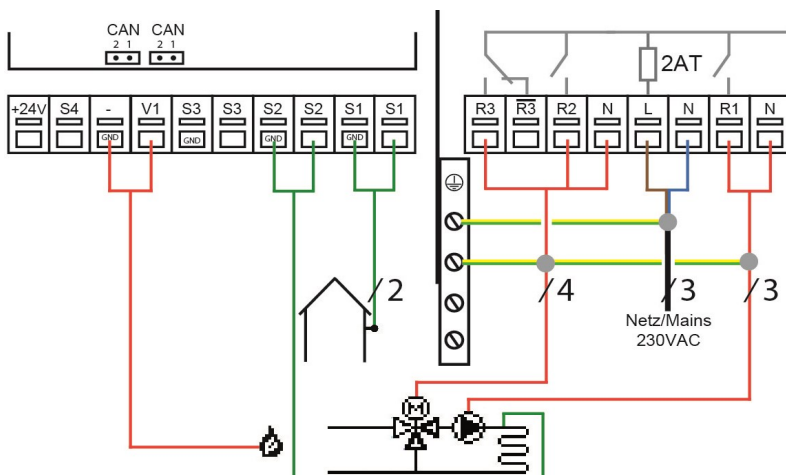 CAN CAN
2 1 2 1
2AT
+24V S4 - V1 S3 S3 S2 S2 S1 S1
R3 R3 R2 N L N R1 N
GND GND GND GND
2
4 3 3
Netz/Mains
230VAC
M